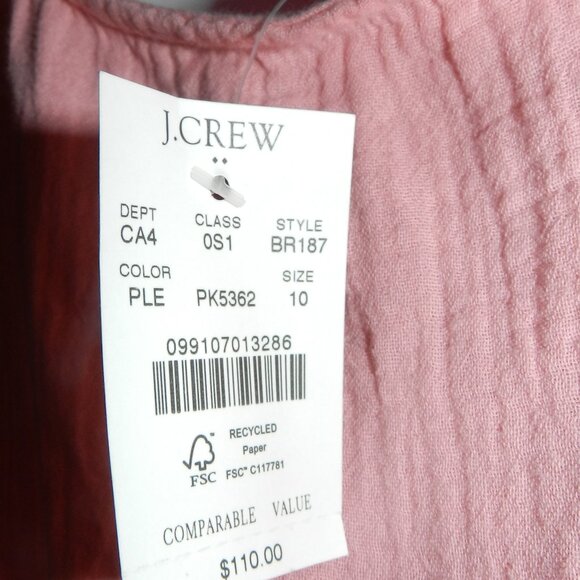 J.CREW
DEPT CLASS STYLE
CA4 0S1 BR187
COLOR SIZE
PLE PK5362 10
099107013286
RECYCLED
Paper
FSC FSC™ C117781
COMPARABLE VALUE
$110.00